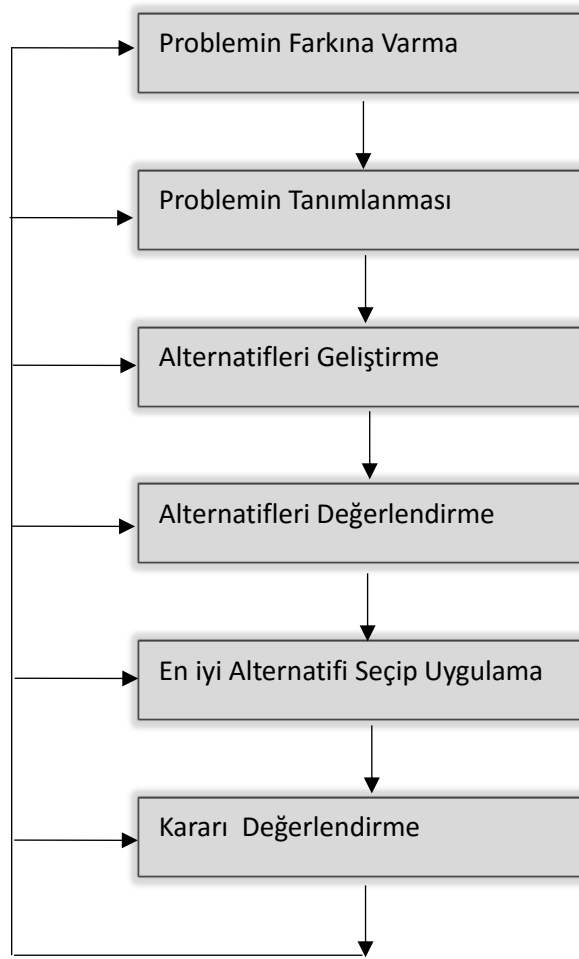 Problemin Farkına Varma
Problemin Tanımlanması
Alternatifleri Geliştirme
Alternatifleri Değerlendirme
En iyi Alternatifi Seçip Uygulama
Kararı  Değerlendirme